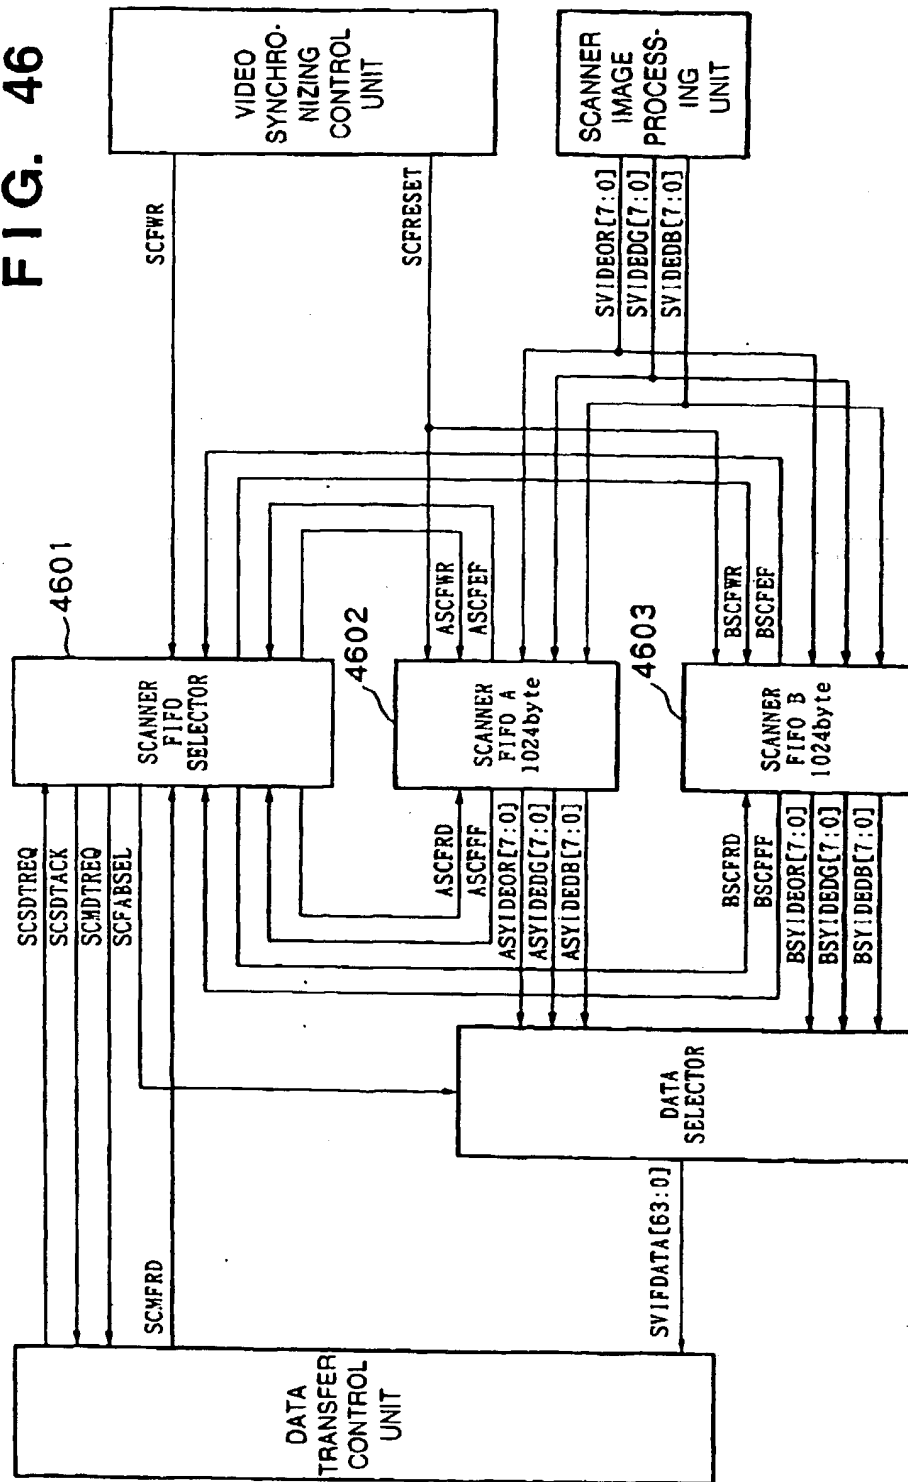 FIG. 46
VIDEO
SYNCHRO-
NIZING
CONTROL
UNIT
SCANNER
IMAGE
PROCESS-
ING
UNIT
SCFWR
SCFRESET
SVIDEOR[7:0]
SVIDEDG[7:0]
SVIDEDB[7:0]
4601
SCANNER
FIFO
SELECTOR
ASCFWR
ASCFEF
4602
SCANNER
FIFO A
1024byte
BSCFWR
BSCFEF
4603
SCANNER
FIFO B
1024byte
SCSDTREQ
SCSDTACK
SCMDTREQ
SCFABSEL
ASCFRD
ASCFFF
ASYIDEOR[7:0]
ASYIDEDG[7:0]
ASYIDEDB[7:0]
BSCFRD
BSCFFF
BSYIDEOR[7:0]
BSYIDEDG[7:0]
BSYIDEDB[7:0]
DATA
SELECTOR
SCMFRD
SVIFDATA[63:0]
DATA
TRANSFER
CONTROL
UNIT